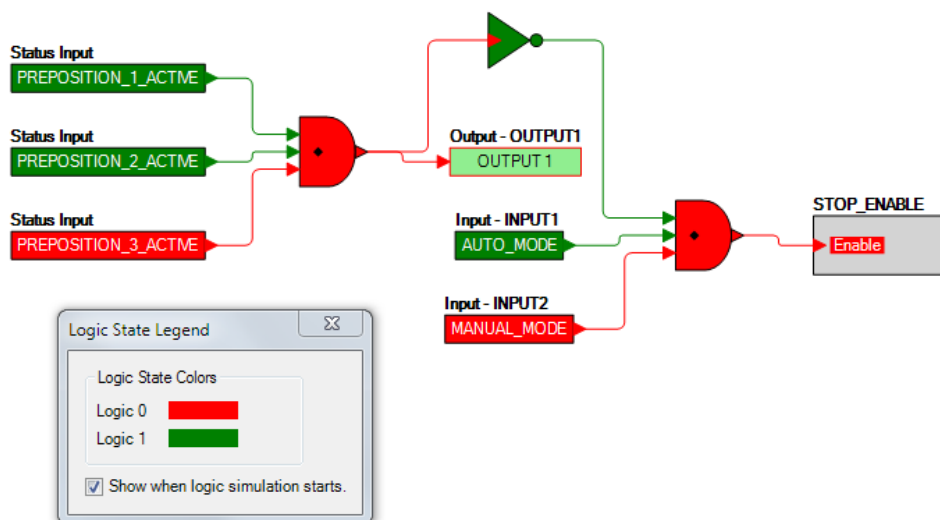 Status Input
PREPOSITION_1_ACTIVE
Status Input
PREPOSITION_2_ACTIVE
Status Input
PREPOSITION_3_ACTIVE
Output - OUTPUT1
OUTPUT 1
Input - INPUT1
AUTO_MODE
Input - INPUT2
MANUAL_MODE
STOP_ENABLE
Enable
Logic State Legend
Logic State Colors
Logic 0
Logic 1
Show when logic simulation starts.